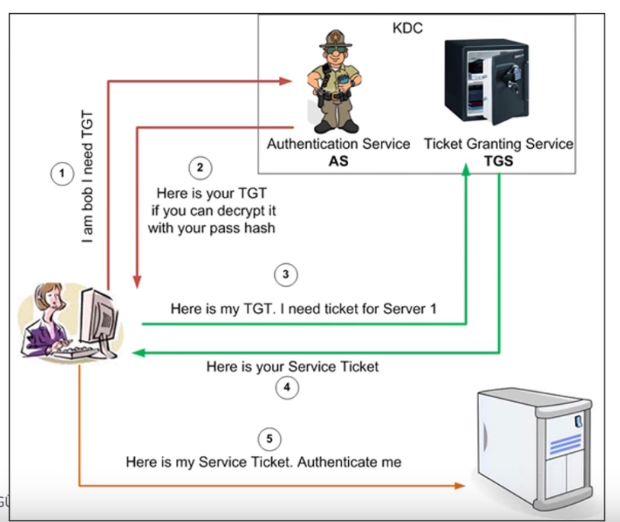 KDC
Authentication Service
AS
Ticket Granting Service
TGS
1
I am bob I need TGT
2
Here is your TGT
if you can decrypt it
with your pass hash
3
Here is my TGT. I need ticket for Server 1
Here is your Service Ticket
4
5
Here is my Service Ticket. Authenticate me